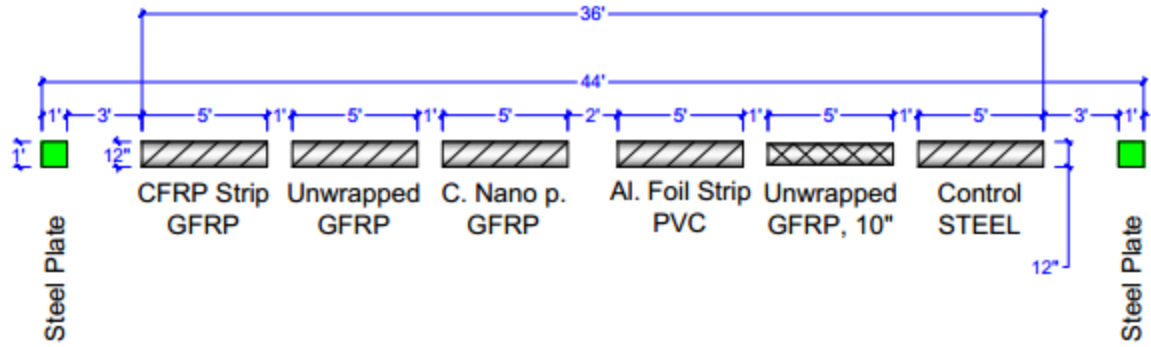 36'
44'
1' 3' 5' 1' 5' 1' 5' 2' 5' 1' 5' 1' 5' 3' 1'
1' 12"
CFRP Strip
GFRP
Unwrapped
GFRP
C. Nano p.
GFRP
Al. Foil Strip
PVC
Unwrapped
GFRP, 10"
Control
STEEL
12"
Steel Plate
Steel Plate